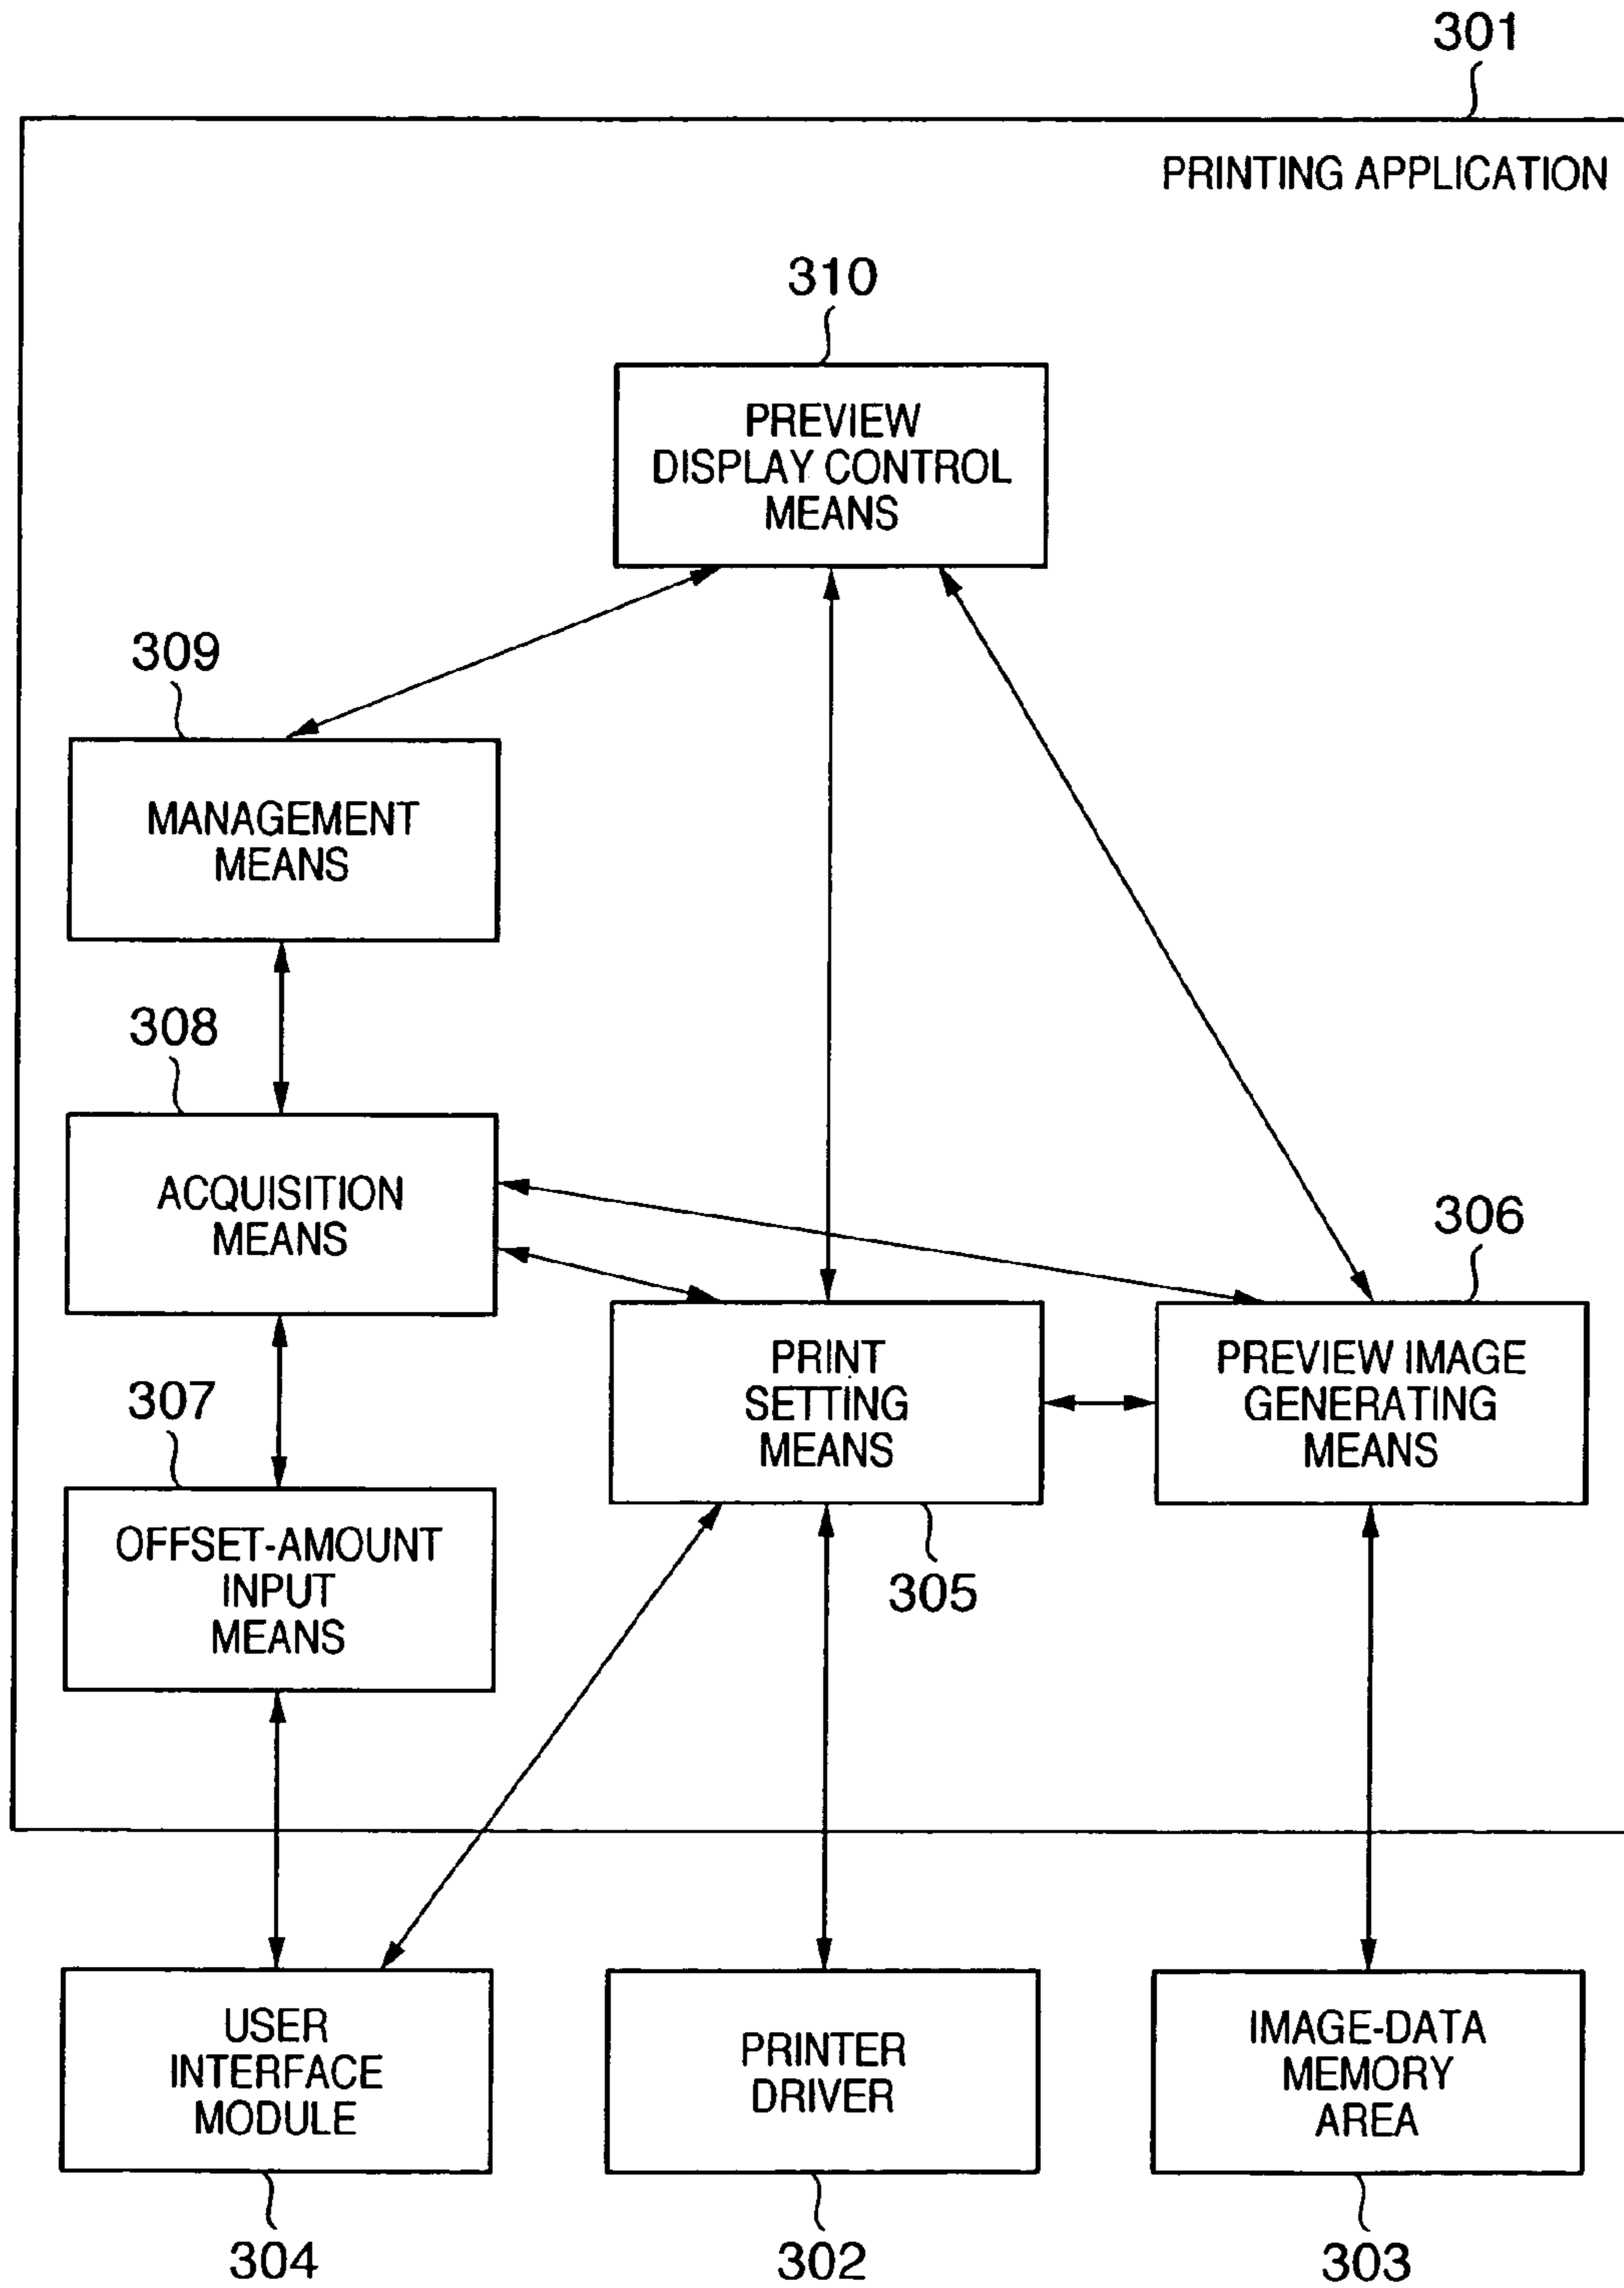 301
PRINTING APPLICATION
310
PREVIEW
DISPLAY CONTROL
MEANS
309
MANAGEMENT
MEANS
308
ACQUISITION
MEANS
306
PRINT
SETTING
MEANS
PREVIEW IMAGE
GENERATING
MEANS
307
OFFSET-AMOUNT
INPUT
MEANS
305
USER
INTERFACE
MODULE
PRINTER
DRIVER
IMAGE-DATA
MEMORY
AREA
304
302
303